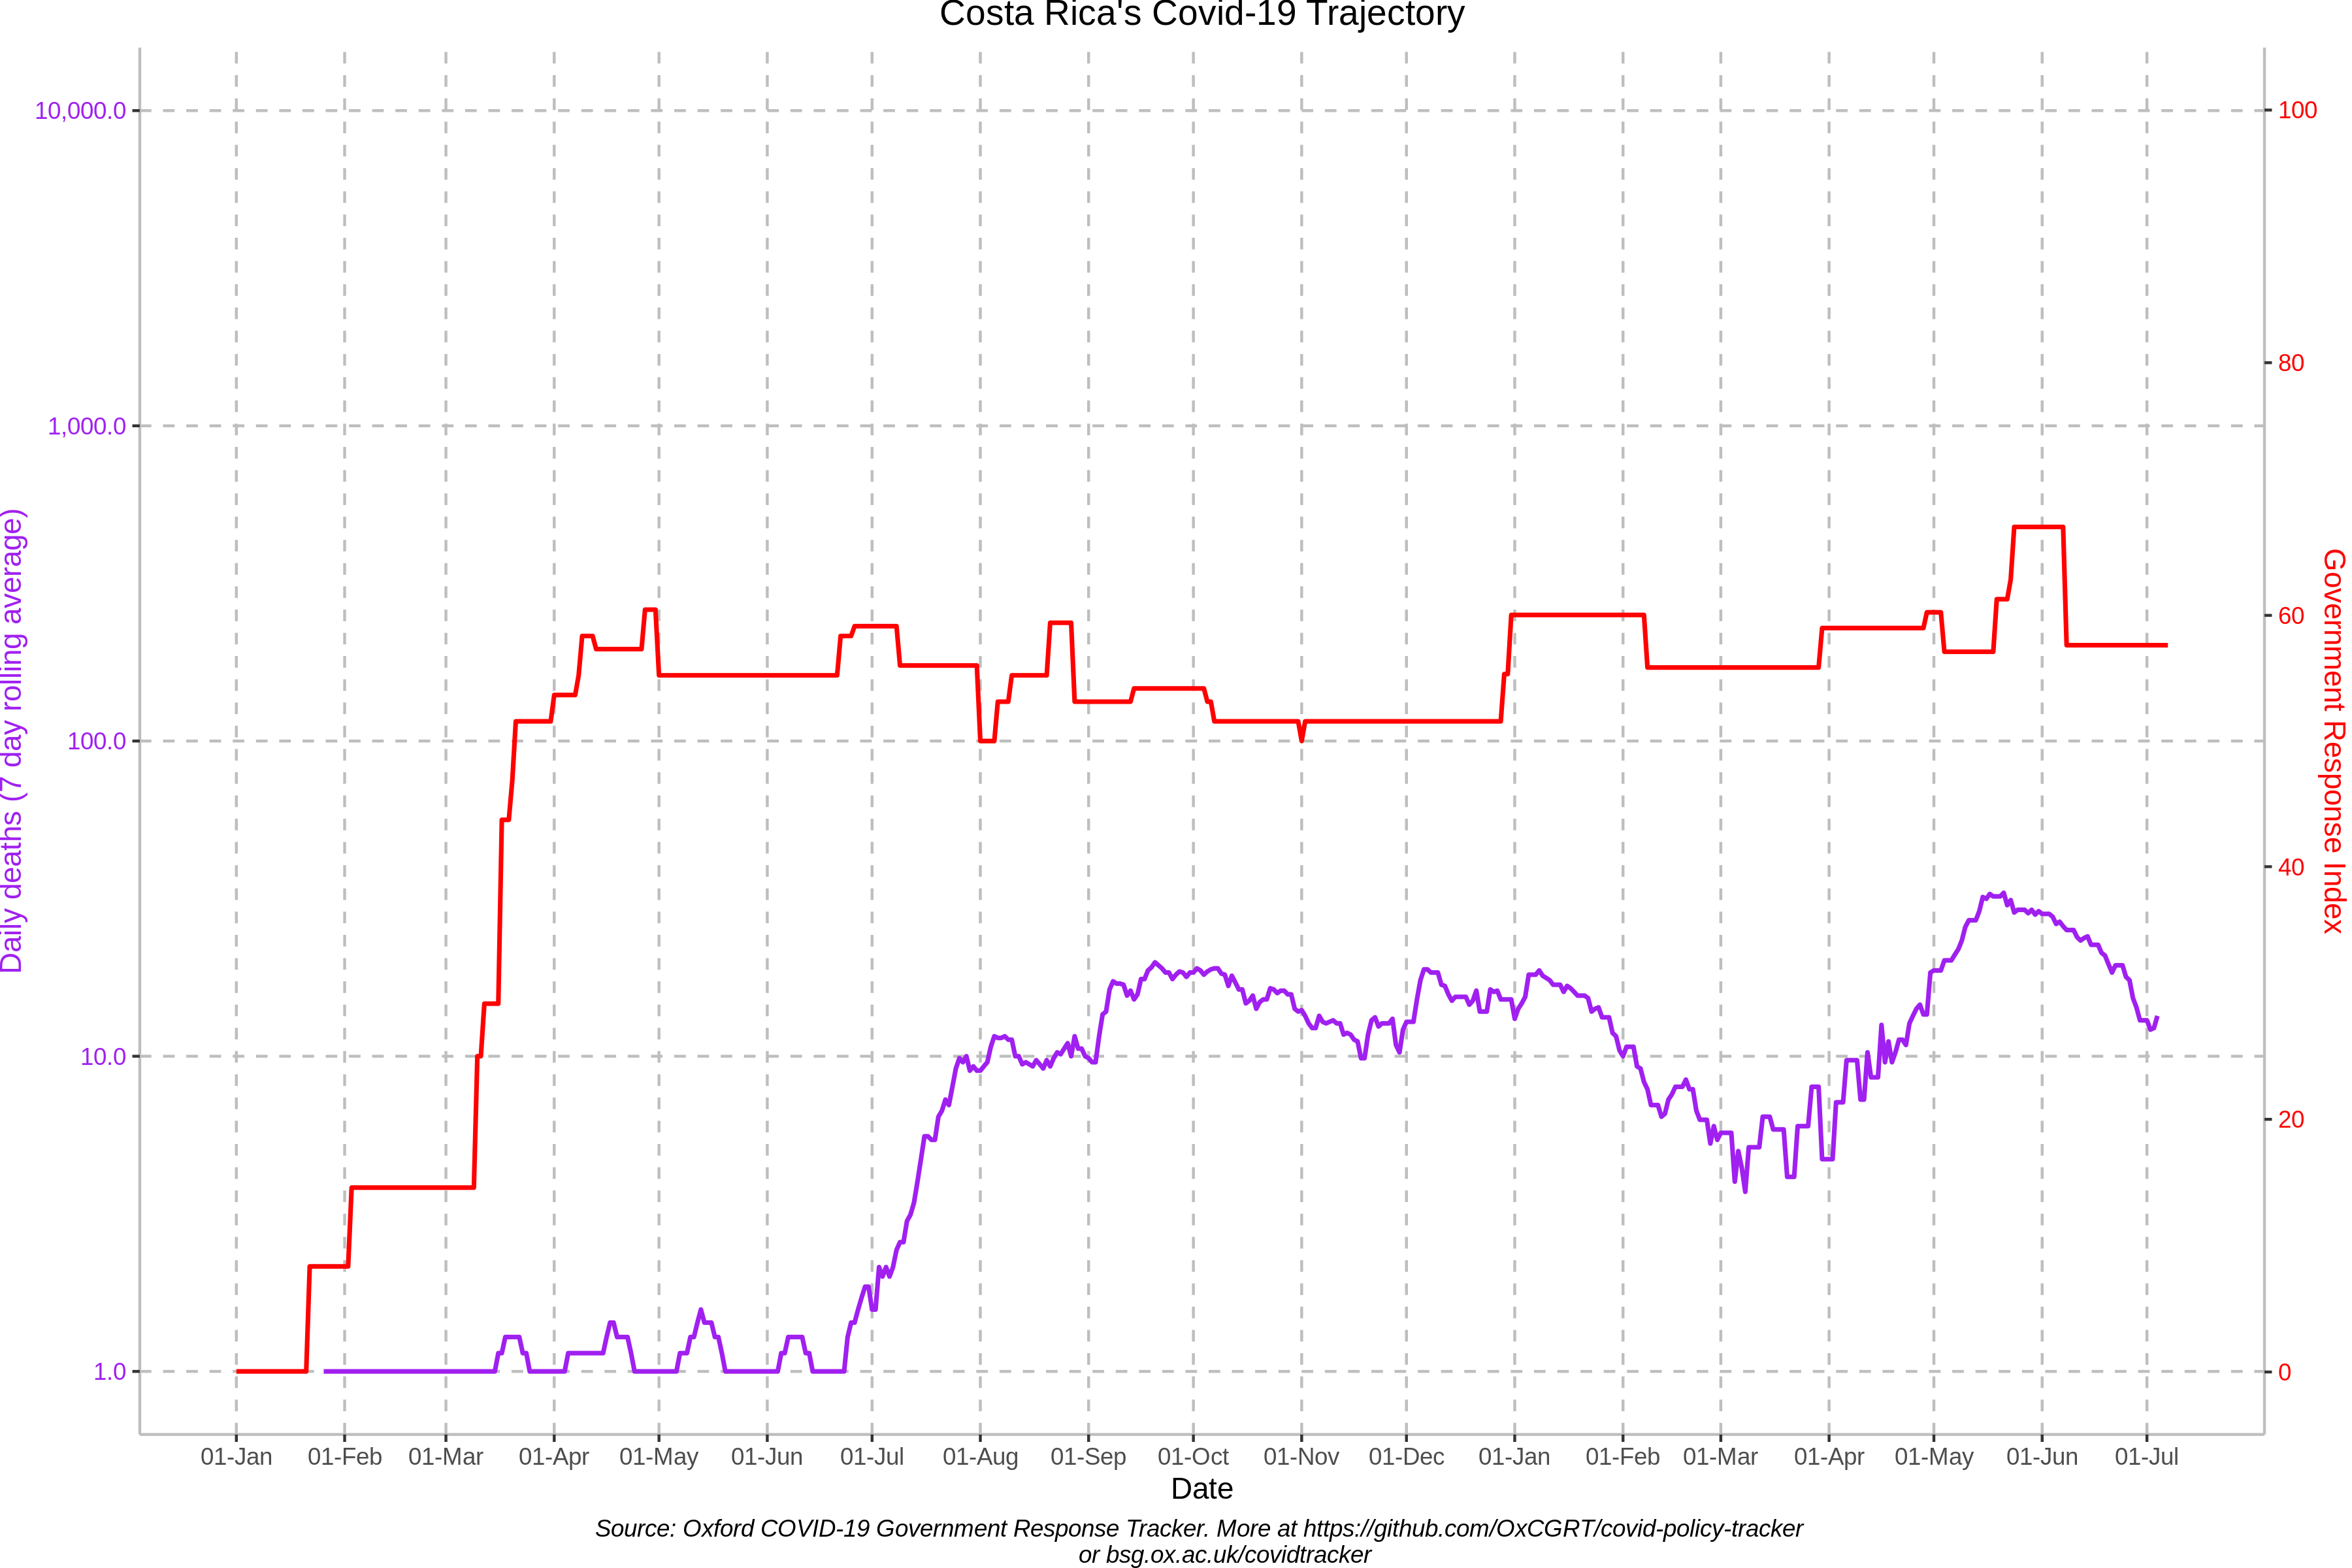 Costa Rica's Covid-19 Trajectory
10,000.0
1,000.0
100.0
10.0
1.0
Daily deaths (7 day rolling average)
100
80
60
40
20
0
Government Response Index
01-Jan 01-Feb 01-Mar 01-Apr 01-May 01-Jun 01-Jul 01-Aug 01-Sep 01-Oct 01-Nov 01-Dec 01-Jan 01-Feb 01-Mar 01-Apr 01-May 01-Jun 01-Jul
Date
Source: Oxford COVID-19 Government Response Tracker. More at https://github.com/OxCGRT/covid-policy-tracker
or bsg.ox.ac.uk/covidtracker